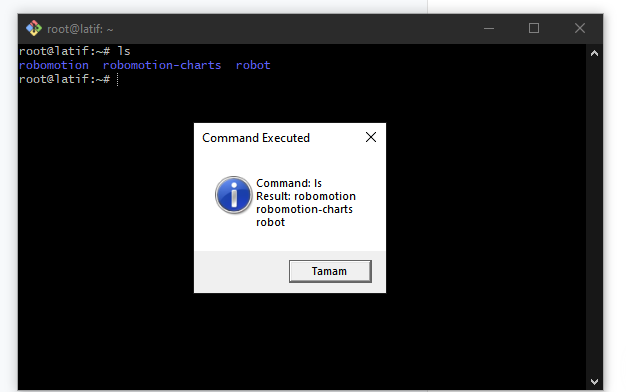 root@latif: ~
root@latif:~# ls
robomotion robomotion-charts robot
root@latif:~#
Command Executed
Command: ls
Result: robomotion
robomotion-charts
robot
Tamam